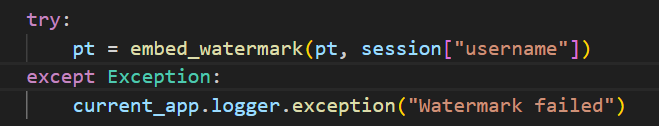 try:
    pt = embed_watermark(pt, session["username"])
except Exception:
    current_app.logger.exception("Watermark failed")